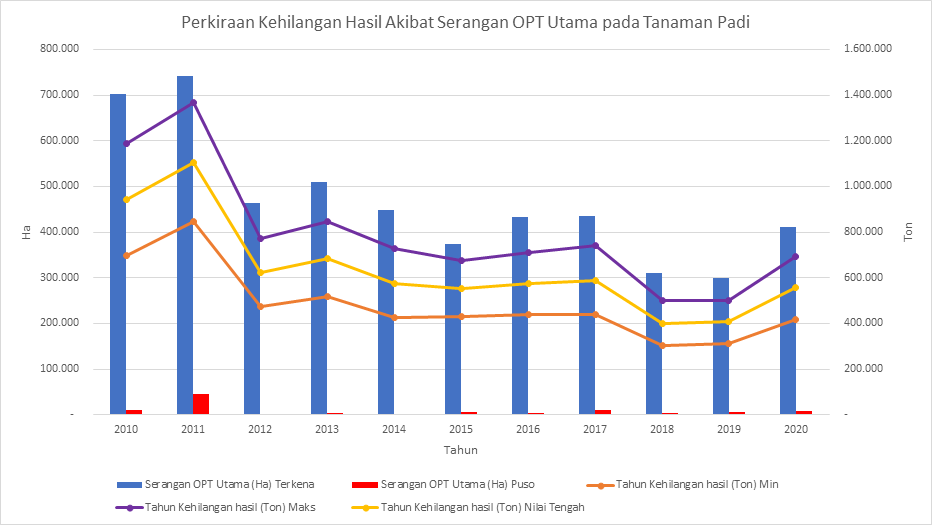 Perkiraan Kehilangan Hasil Akibat Serangan OPT Utama pada Tanaman Padi
800.000 1.600.000
700.000 1.400.000
600.000 1.200.000
500.000 1.000.000
400.000 800.000
Ha Ton
300.000 600.000
200.000 400.000
100.000 200.000
- -
2010 2011 2012 2013 2014 2015 2016 2017 2018 2019 2020
Tahun
Serangan OPT Utama (Ha) Terkena Serangan OPT Utama (Ha) Puso Tahun Kehilangan hasil (Ton) Min
Tahun Kehilangan hasil (Ton) Maks Tahun Kehilangan hasil (Ton) Nilai Tengah